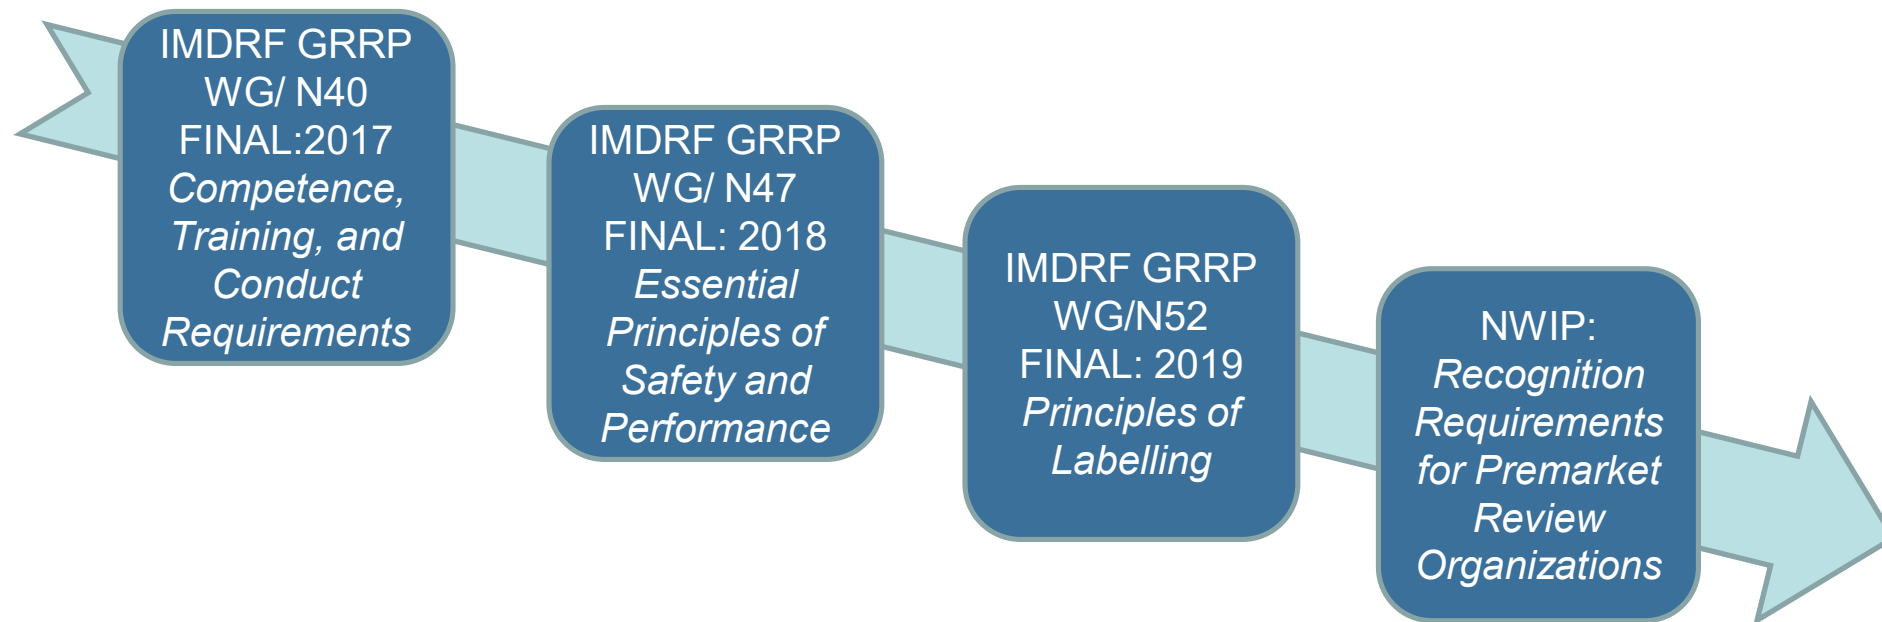 IMDRF GRRP
WG/ N40
FINAL:2017
Competence,
Training, and
Conduct
Requirements
IMDRF GRRP
WG/ N47
FINAL: 2018
Essential
Principles of
Safety and
Performance
IMDRF GRRP
WG/N52
FINAL: 2019
Principles of
Labelling
NWIP:
Recognition
Requirements
for Premarket
Review
Organizations